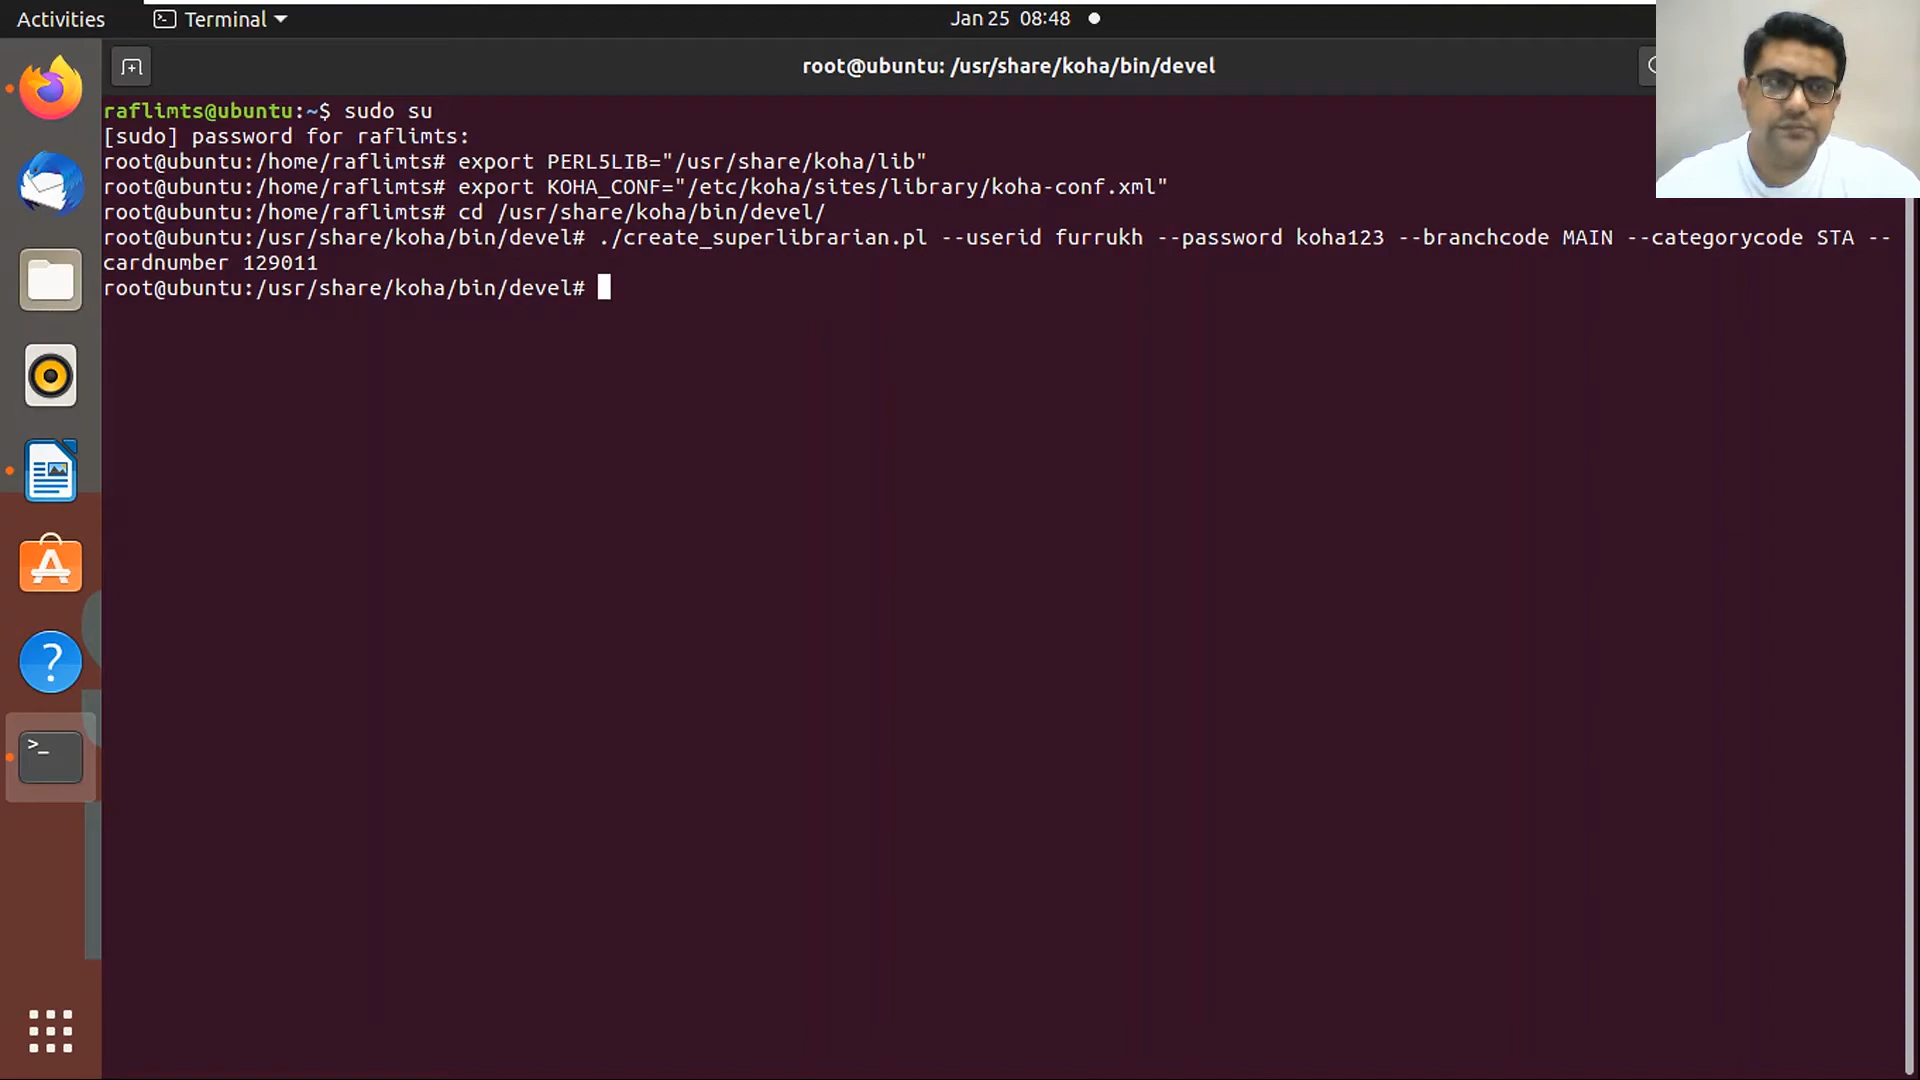 Activities
Terminal
Jan 25 08:48
root@ubuntu: /usr/share/koha/bin/devel
raflimts@ubuntu:~$ sudo su
[sudo] password for raflimts:
root@ubuntu:/home/raflimts# export PERL5LIB="/usr/share/koha/lib"
root@ubuntu:/home/raflimts# export KOHA_CONF="/etc/koha/sites/library/koha-conf.xml"
root@ubuntu:/home/raflimts# cd /usr/share/koha/bin/devel/
root@ubuntu:/usr/share/koha/bin/devel# ./create_superlibrarian.pl --userid furrukh --password koha123 --branchcode MAIN --categorycode STA --
cardnumber 129011
root@ubuntu:/usr/share/koha/bin/devel#